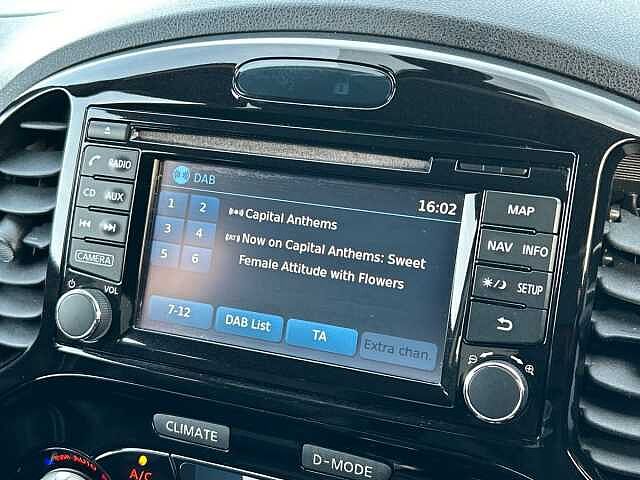 DAB
16:02
1 2
3 4
5 6
Capital Anthems
Now on Capital Anthems: Sweet
Female Attitude with Flowers
7-12
DAB List
TA
Extra chan.
RADIO
CD AUX
CAMERA
VOL
MAP
NAV INFO
SETUP
CLIMATE
D-MODE
A/C